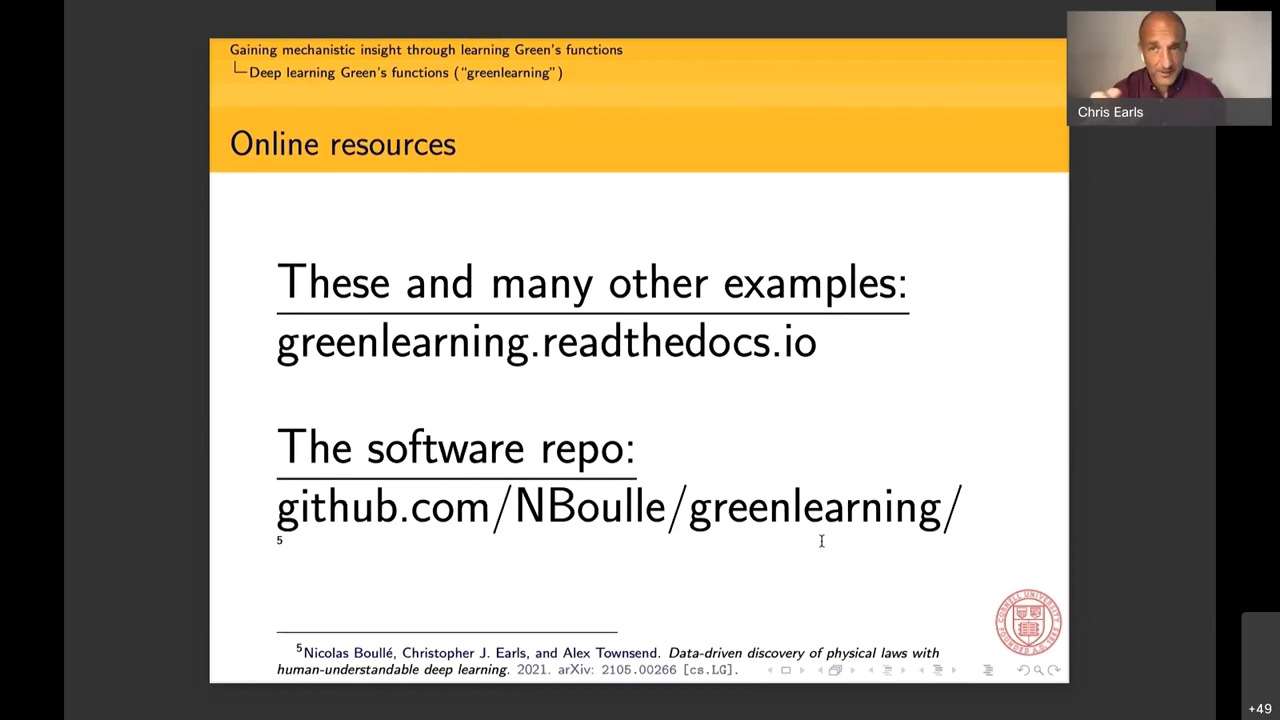 Gaining mechanistic insight through learning Green's functions
Deep learning Green's functions ("greenlearning")
Chris Earls
Online resources
These and many other examples:
greenlearning.readthedocs.io
The software repo:
github.com/NBoulle/greenlearning/
5
5Nicolas Boullé, Christopher J. Earls, and Alex Townsend. Data-driven discovery of physical laws with
human-understandable deep learning. 2021. arXiv: 2105.00266 [cs.LG].
+49